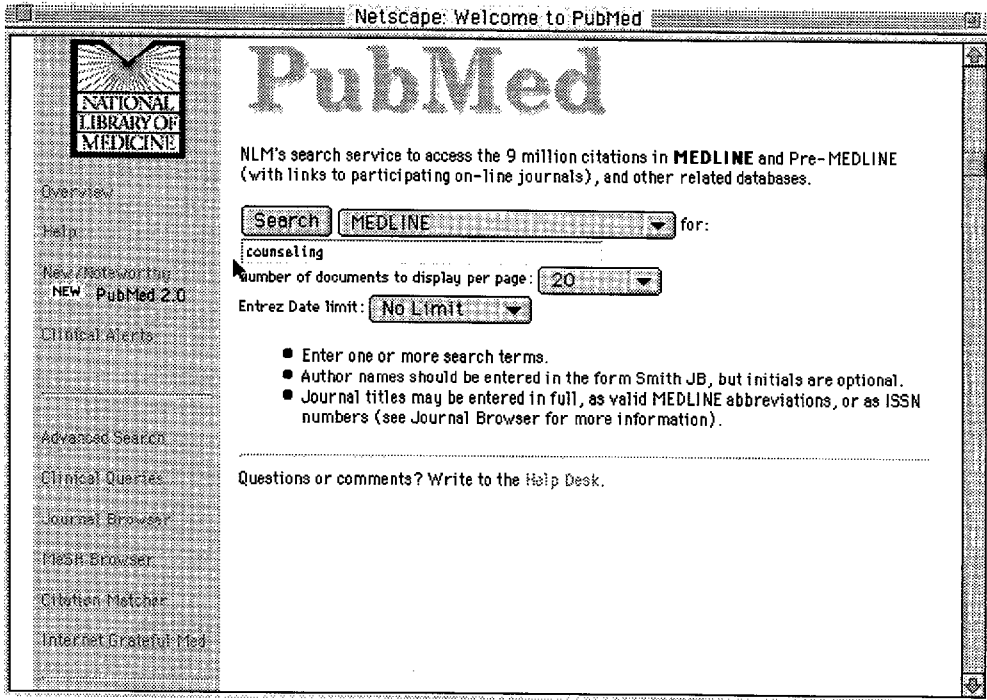 Netscape: Welcome to PubMed
NATIONAL
LIBRARY OF
MEDICINE
PubMed
NLM's search service to access the 9 million citations in MEDLINE and Pre-MEDLINE
(with links to participating on-line journals), and other related databases.
Search MEDLINE for:
counseling
Number of documents to display per page: 20
Entrez Date limit: No Limit
Enter one or more search terms.
Author names should be entered in the form Smith JB, but initials are optional.
Journal titles may be entered in full, as valid MEDLINE abbreviations, or as ISSN
numbers (see Journal Browser for more information).
Questions or comments? Write to the Help Desk.
Overview
Help
New/Noteworthy
NEW PubMed 2.0
Clinical Alerts
Advanced Search
Clinical Queries
Journal Browser
MeSH Browser
Citation Matcher
Internet Grateful Med